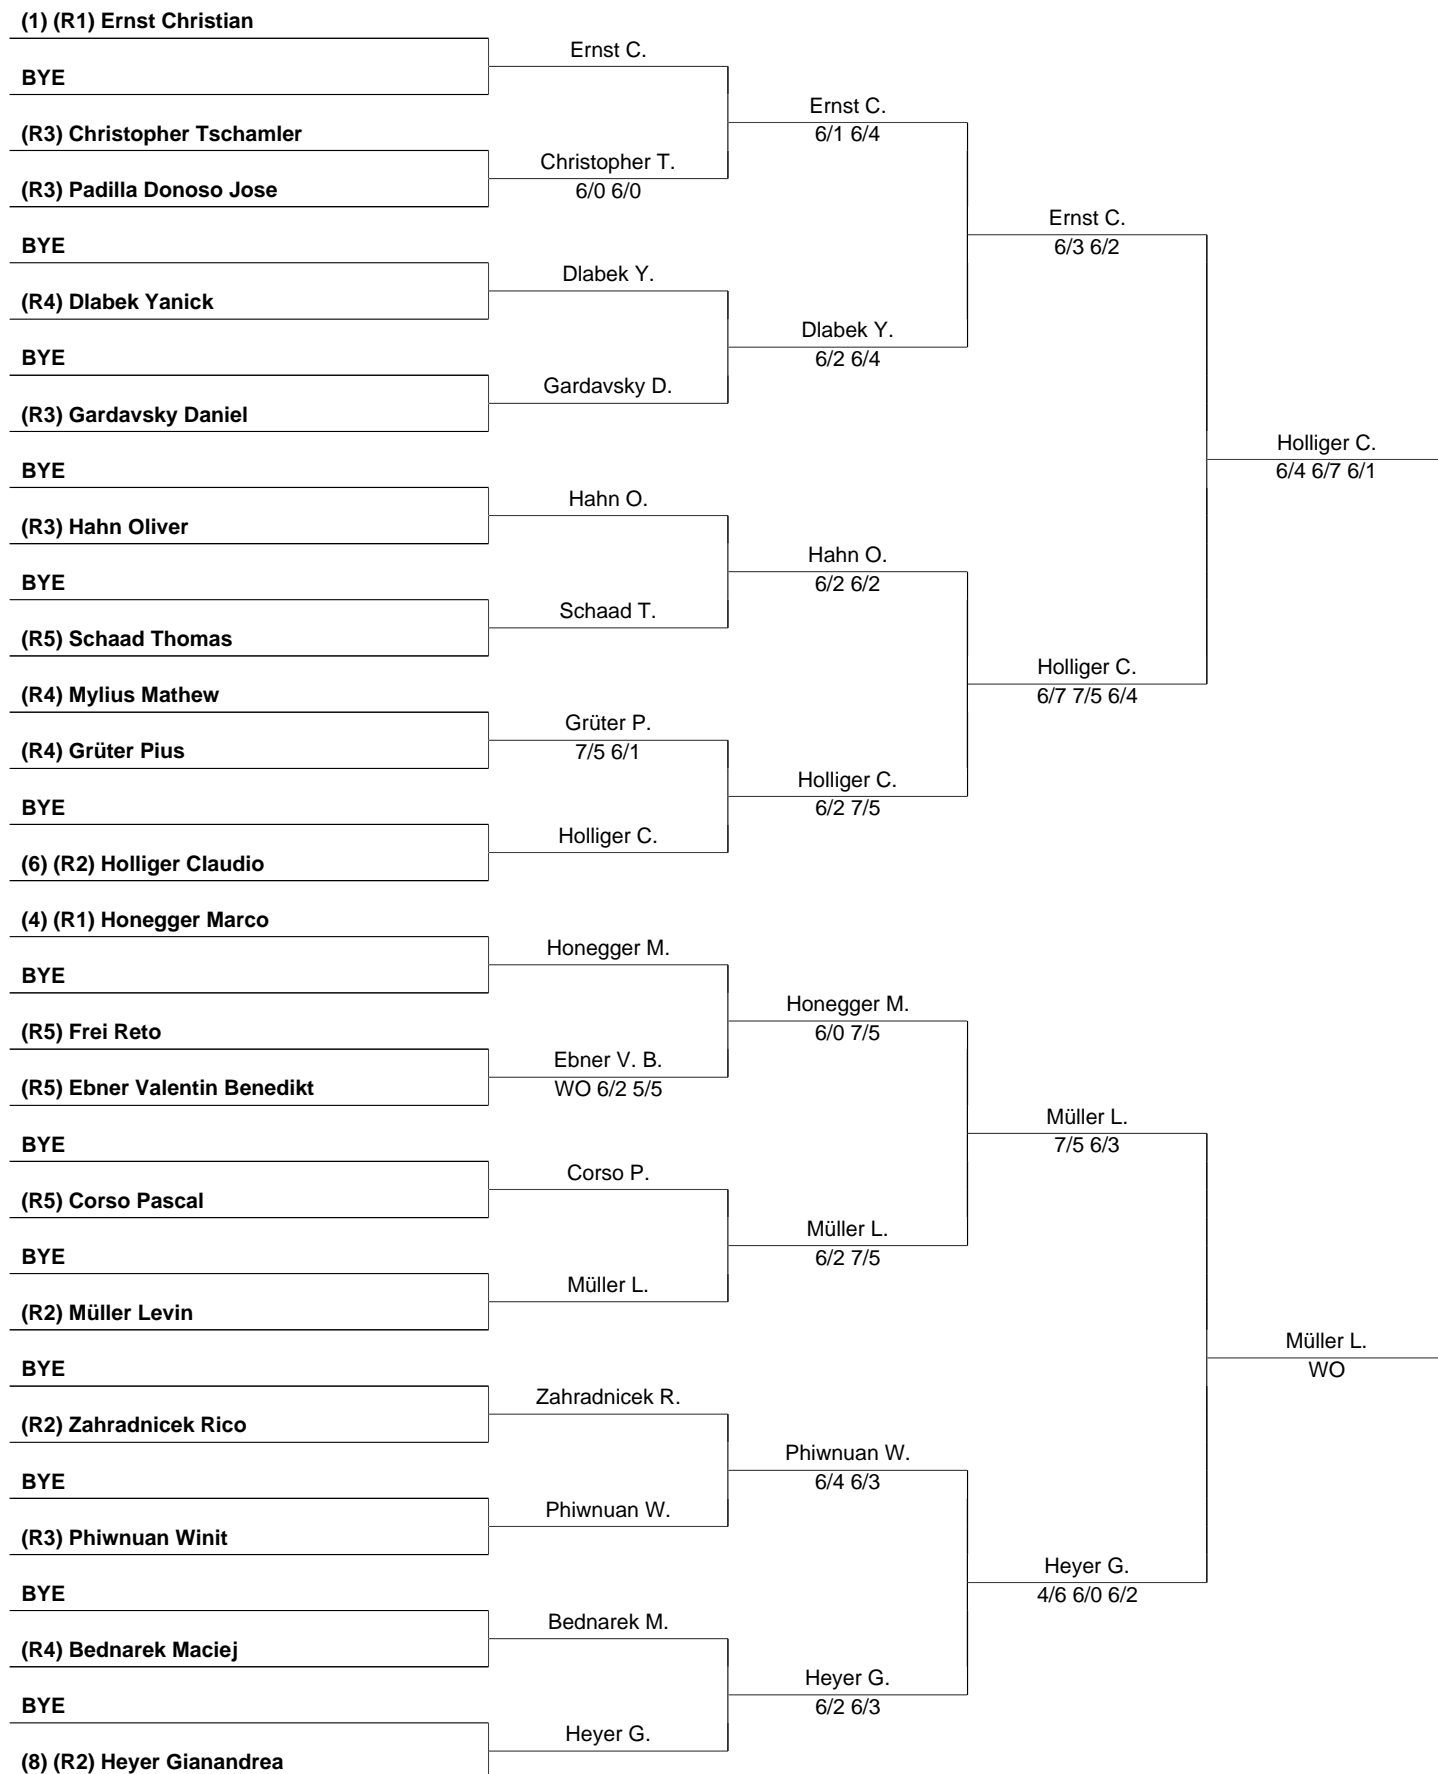 (1) (R1) Ernst Christian
Ernst C.
BYE
Ernst C.
6/1 6/4
(R3) Christopher Tschamler
Christopher T.
6/0 6/0
(R3) Padilla Donoso Jose
Ernst C.
6/3 6/2
BYE
Dlabek Y.
(R4) Dlabek Yanick
Dlabek Y.
6/2 6/4
BYE
Gardavsky D.
(R3) Gardavsky Daniel
Holliger C.
6/4 6/7 6/1
BYE
Hahn O.
(R3) Hahn Oliver
Hahn O.
6/2 6/2
BYE
Schaad T.
(R5) Schaad Thomas
Holliger C.
6/7 7/5 6/4
(R4) Mylius Mathew
Grüter P.
7/5 6/1
(R4) Grüter Pius
Holliger C.
6/2 7/5
BYE
Holliger C.
(6) (R2) Holliger Claudio
(4) (R1) Honegger Marco
Honegger M.
BYE
Honegger M.
6/0 7/5
(R5) Frei Reto
Ebner V. B.
WO 6/2 5/5
(R5) Ebner Valentin Benedikt
Müller L.
7/5 6/3
BYE
Corso P.
(R5) Corso Pascal
Müller L.
6/2 7/5
BYE
Müller L.
(R2) Müller Levin
Müller L.
WO
BYE
Zahradnicek R.
(R2) Zahradnicek Rico
Phiwnuan W.
6/4 6/3
BYE
Phiwnuan W.
(R3) Phiwnuan Winit
Heyer G.
4/6 6/0 6/2
BYE
Bednarek M.
(R4) Bednarek Maciej
Heyer G.
6/2 6/3
BYE
Heyer G.
(8) (R2) Heyer Gianandrea